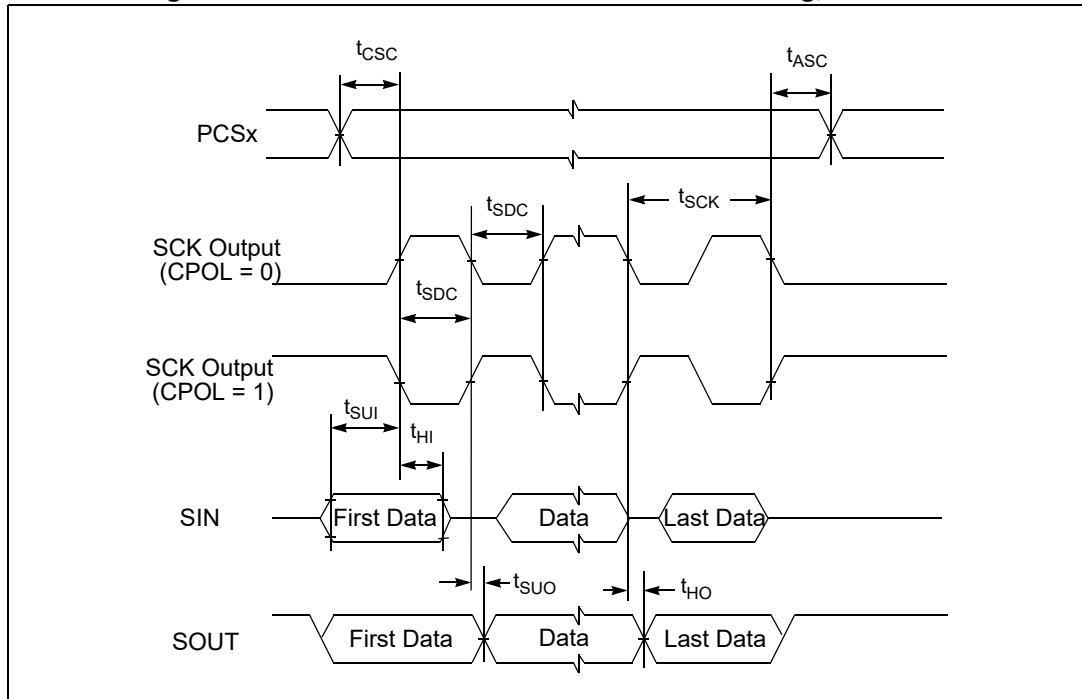 tCSC
tASC
PCSx
tSCK
tSDC
SCK Output
(CPOL = 0)
tSDC
SCK Output
(CPOL = 1)
tSUI
tHI
SIN
First Data
Data
Last Data
tSUO
tHO
SOUT
First Data
Data
Last Data